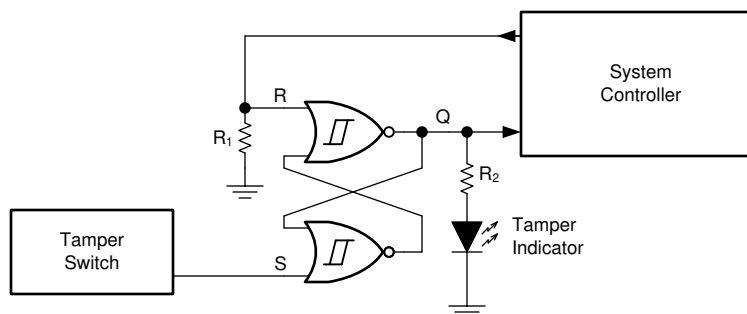 System
Controller
R
Q
R1
R2
Tamper
Switch
S
Tamper
Indicator